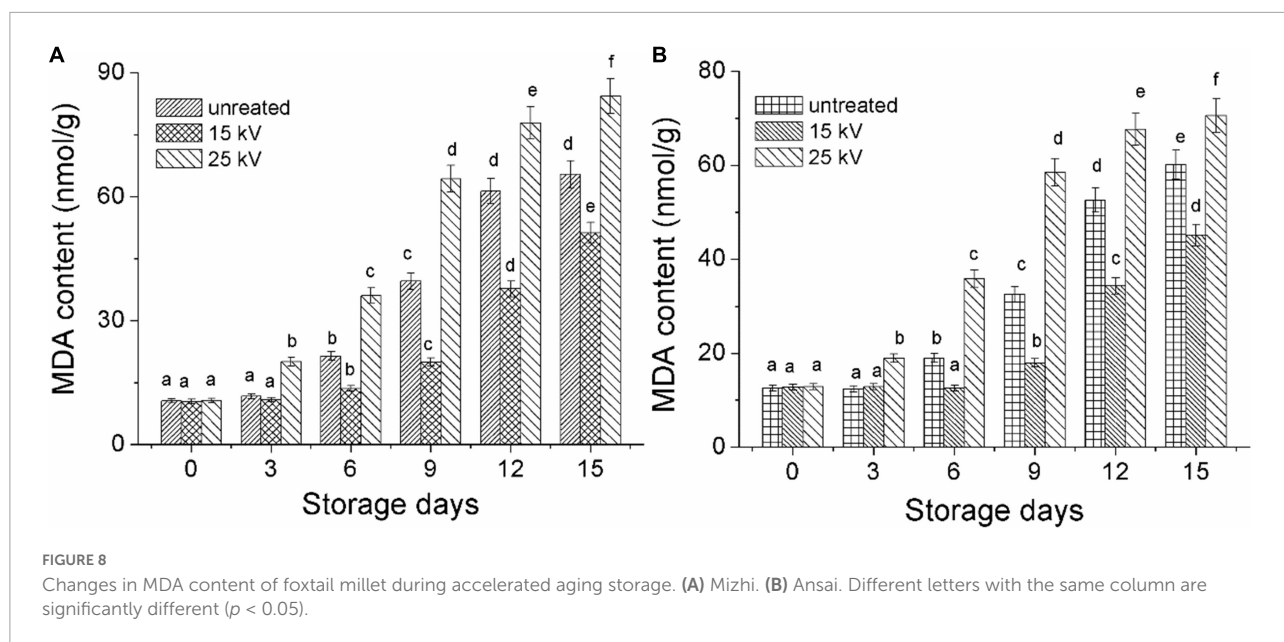 A
MDA content (nmol/g)
90
60
30
0
unreated
15 kV
25 kV
a a a
a a b
b b c
c c d
d d e
d e f
0 3 6 9 12 15
Storage days
B
MDA content (nmol/g)
80
60
40
20
0
untreated
15 kV
25 kV
a a a
a a b
b a c
c a d
d c e
e d f
0 3 6 9 12 15
Storage days
FIGURE 8
Changes in MDA content of foxtail millet during accelerated aging storage. (A) Mizhi. (B) Ansai. Different letters with the same column are
significantly different (p < 0.05).